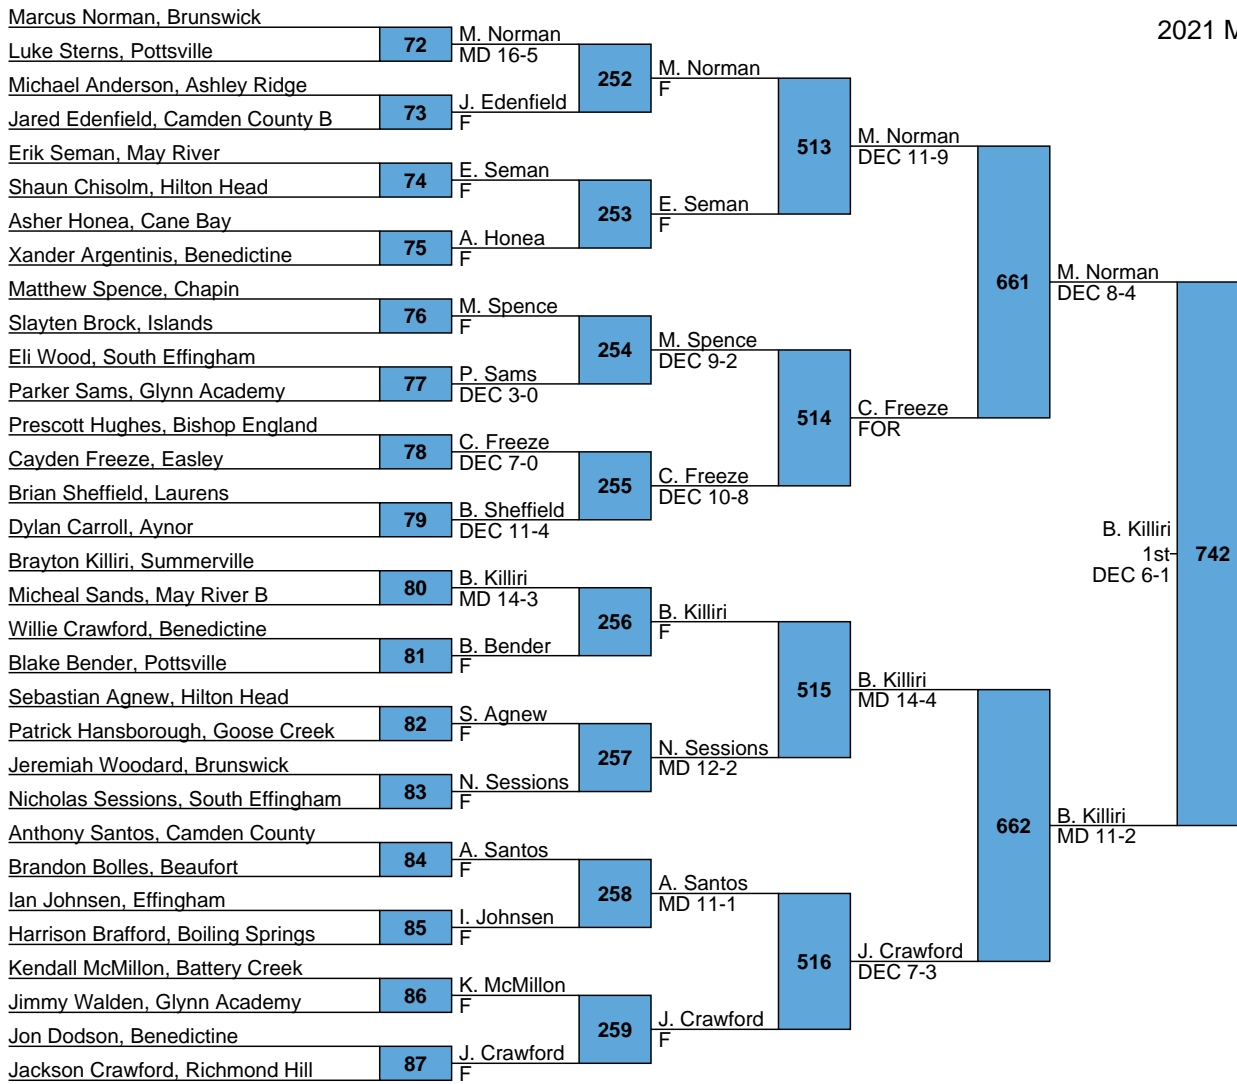 Marcus Norman, Brunswick
2021 M
72
M. Norman
MD 16-5
Luke Sterns, Pottsville
252
M. Norman
F
Michael Anderson, Ashley Ridge
73
J. Edenfield
F
Jared Edenfield, Camden County B
513
M. Norman
DEC 11-9
Erik Seman, May River
74
E. Seman
F
Shaun Chisolm, Hilton Head
253
E. Seman
F
Asher Honea, Cane Bay
75
A. Honea
F
Xander Argentinis, Benedictine
661
M. Norman
DEC 8-4
Matthew Spence, Chapin
76
M. Spence
F
Slayten Brock, Islands
254
M. Spence
DEC 9-2
Eli Wood, South Effingham
77
P. Sams
DEC 3-0
Parker Sams, Glynn Academy
514
C. Freeze
FOR
Prescott Hughes, Bishop England
78
C. Freeze
DEC 7-0
Cayden Freeze, Easley
255
C. Freeze
DEC 10-8
Brian Sheffield, Laurens
79
B. Sheffield
DEC 11-4
Dylan Carroll, Aynor
B. Killiri
1st
DEC 6-1
742
Brayton Killiri, Summerville
80
B. Killiri
MD 14-3
Micheal Sands, May River B
256
B. Killiri
F
Willie Crawford, Benedictine
81
B. Bender
F
Blake Bender, Pottsville
515
B. Killiri
MD 14-4
Sebastian Agnew, Hilton Head
82
S. Agnew
F
Patrick Hansborough, Goose Creek
257
N. Sessions
MD 12-2
Jeremiah Woodard, Brunswick
83
N. Sessions
F
Nicholas Sessions, South Effingham
662
B. Killiri
MD 11-2
Anthony Santos, Camden County
84
A. Santos
F
Brandon Bolles, Beaufort
258
A. Santos
MD 11-1
Ian Johnsen, Effingham
85
I. Johnsen
F
Harrison Brafford, Boiling Springs
516
J. Crawford
DEC 7-3
Kendall McMillon, Battery Creek
86
K. McMillon
F
Jimmy Walden, Glynn Academy
259
J. Crawford
F
Jon Dodson, Benedictine
87
J. Crawford
F
Jackson Crawford, Richmond Hill